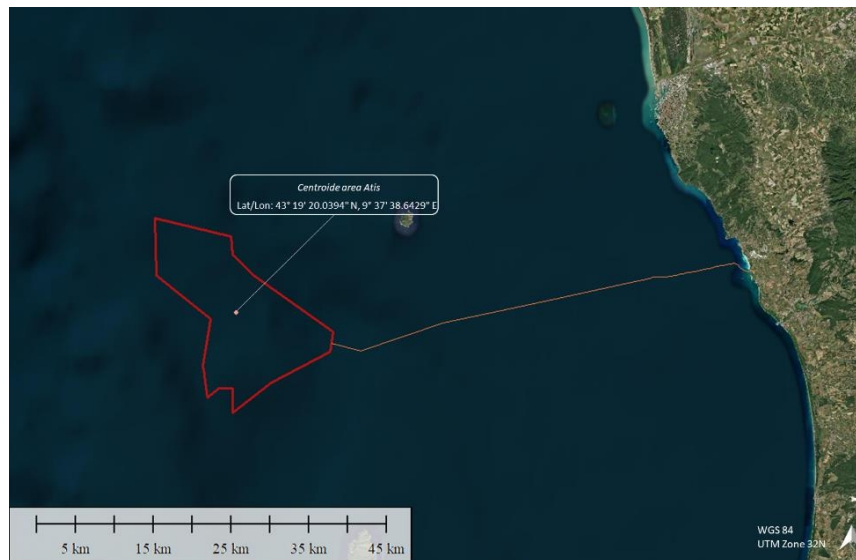 Centroide area Atis
Lat/Lon: 43° 19' 20.0394" N, 9° 37' 38.6429" E
5 km 15 km 25 km 35 km 45 km
WGS 84
UTM Zone 32N